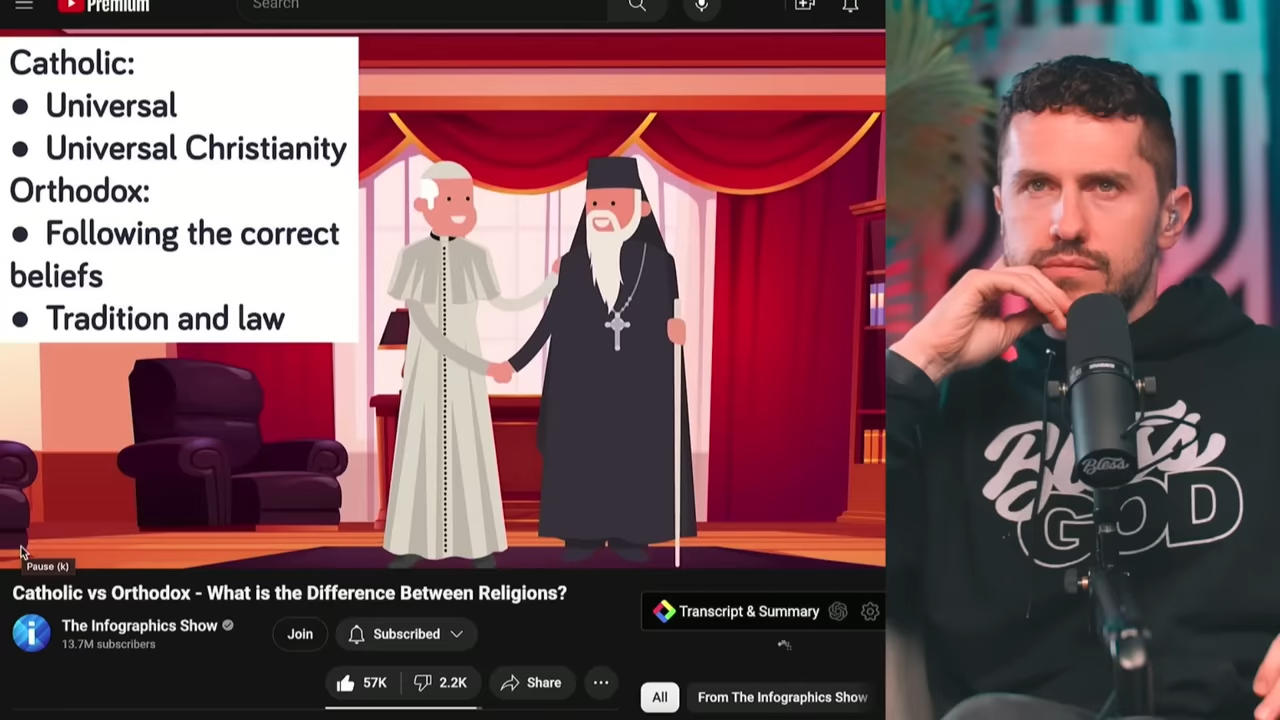 Premium
Search
Catholic:
● Universal
● Universal Christianity
Orthodox:
● Following the correct
beliefs
● Tradition and law
Pause (k)
Catholic vs Orthodox - What is the Difference Between Religions?
The Infographics Show
13.7M subscribers
Join
Subscribed
57K
2.2K
Share
Transcript & Summary
All
From The Infographics Show
Bless
GOD
Bless